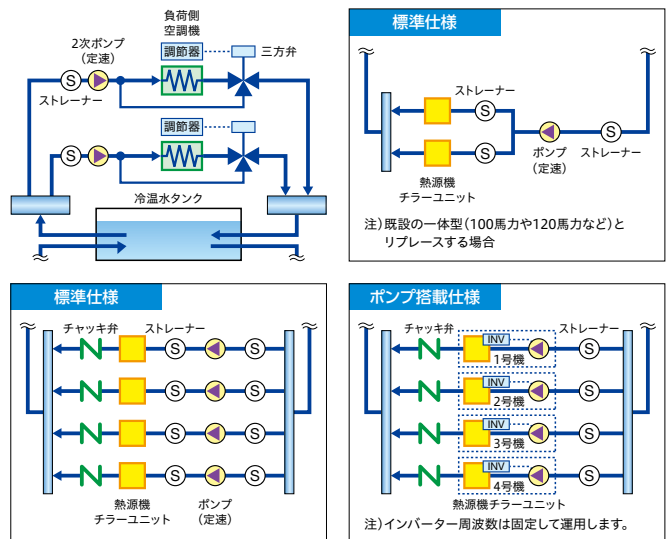 負荷側
空調機
2次ポンプ
(定速)
調節器
三方弁
S
ストレーナー
調節器
S
冷温水タンク
標準仕様
ストレーナー
S
S
S
ポンプ
(定速)
ストレーナー
熱源機
チラーユニット
注)既設の一体型(100馬力や120馬力など)と
リプレースする場合
標準仕様
チャッキ弁
ストレーナー
S
S
S
S
S
S
S
S
熱源機
チラーユニット
ポンプ
(定速)
ポンプ搭載仕様
チャッキ弁
ストレーナー
INV
S
1号機
INV
S
2号機
INV
S
3号機
INV
S
4号機
熱源機チラーユニット
注)インバーター周波数は固定して運用します。